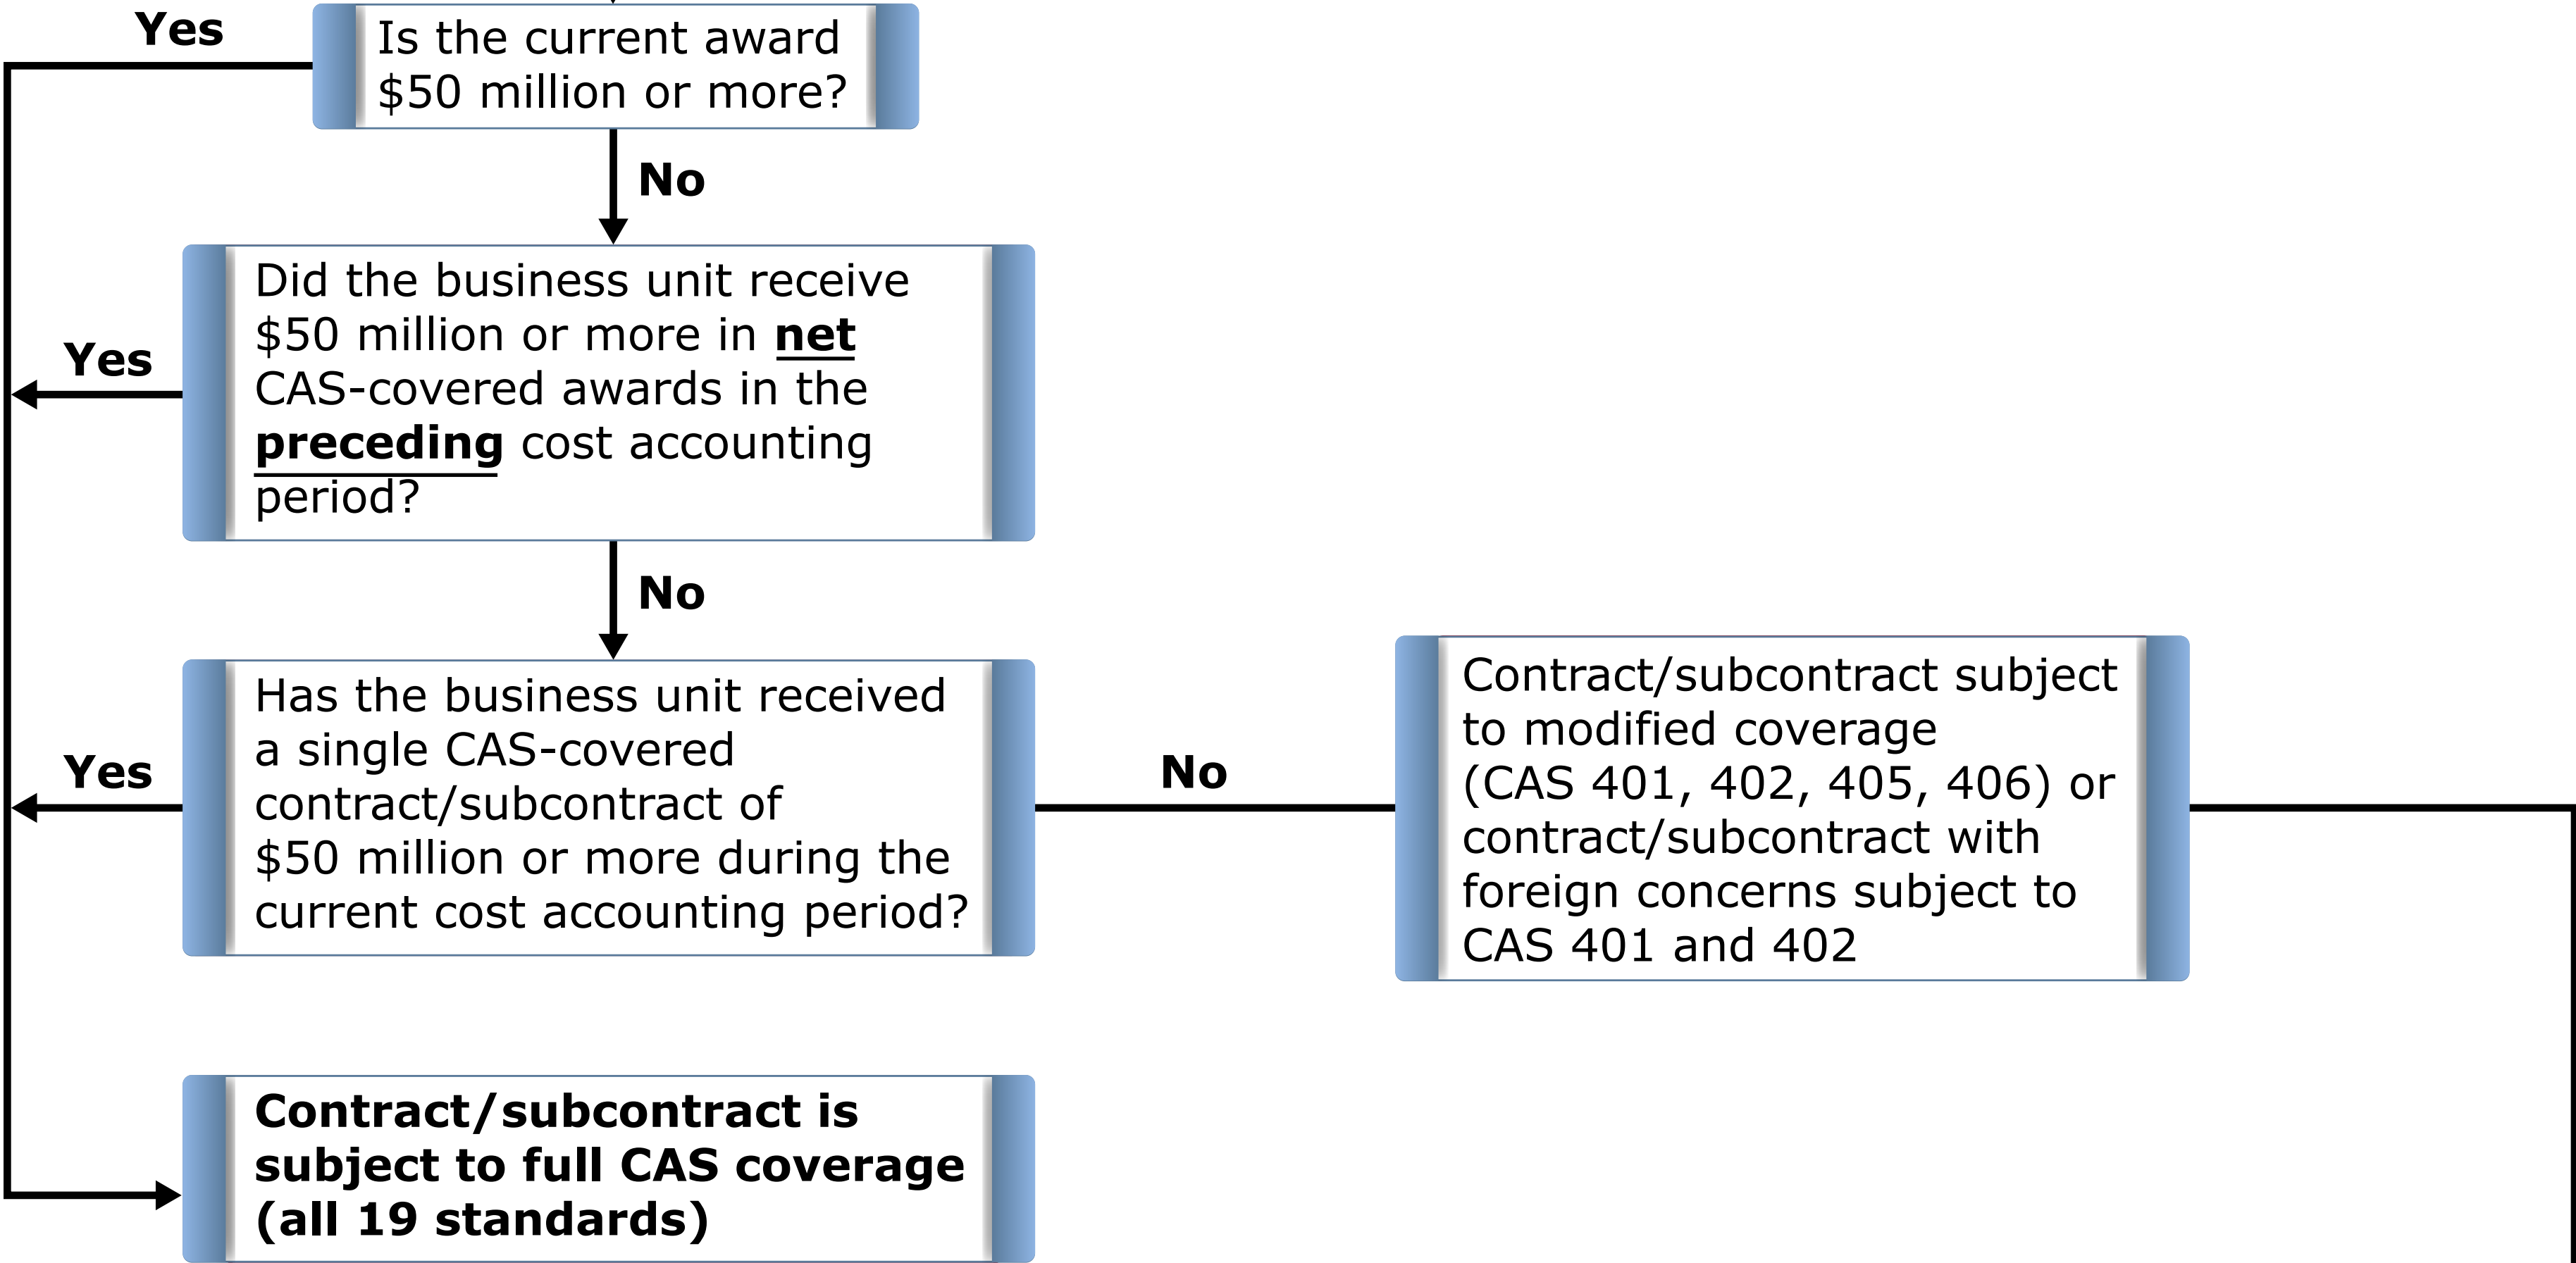 Yes
Is the current award
$50 million or more?
No
Did the business unit receive
$50 million or more in net
CAS-covered awards in the
preceding cost accounting
period?
Yes
No
Has the business unit received
a single CAS-covered
contract/subcontract of
$50 million or more during the
current cost accounting period?
Yes
No
Contract/subcontract subject
to modified coverage
(CAS 401, 402, 405, 406) or
contract/subcontract with
foreign concerns subject to
CAS 401 and 402
Contract/subcontract is
subject to full CAS coverage
(all 19 standards)